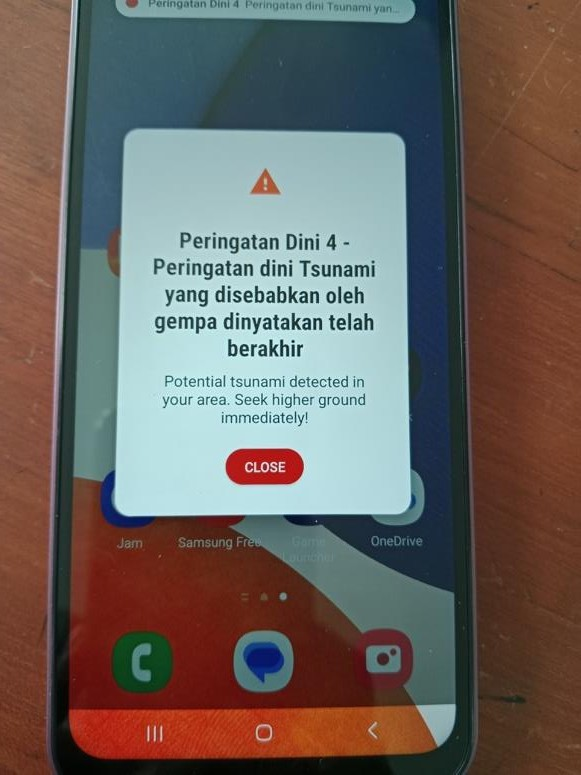 Peringatan Dini 4 Peringatan dini Tsunami yan...
Peringatan Dini 4 -
Peringatan dini Tsunami
yang disebabkan oleh
gempa dinyatakan telah
berakhir
Potential tsunami detected in
your area. Seek higher ground
immediately!
CLOSE
Jam
Samsung Free
Game
Launcher
OneDrive